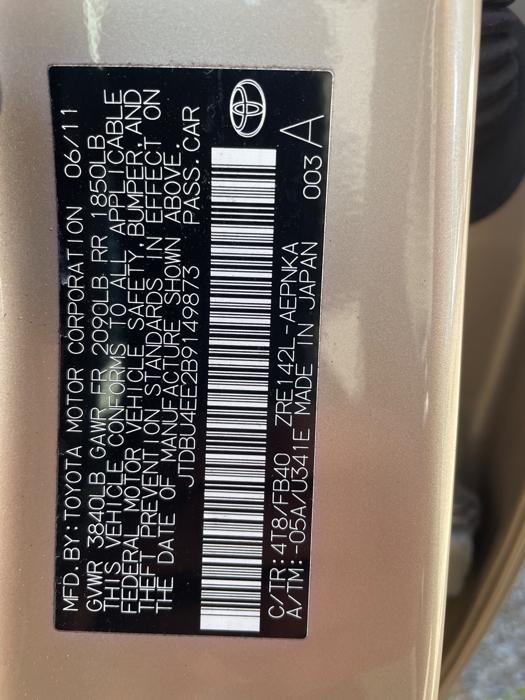 MFD.BY:TOYOTA MOTOR CORPORATION 06/11
GVWR 3840LB GAWR FR 2090LB RR 1850LB
THIS VEHICLE CONFORMS TO ALL APPLICABLE
FEDERAL MOTOR VEHICLE SAFETY,BUMPER,AND
THEFT PREVENTION STANDARDS IN EFFECT ON
THE DATE OF MANUFACTURE SHOWN ABOVE.
JTDBU4EE2B9149873 PASS.CAR
C/TR:4T8/FB40 ZRE142L-AEPNKA
A/TM:-05A/U341E MADE IN JAPAN 003 A